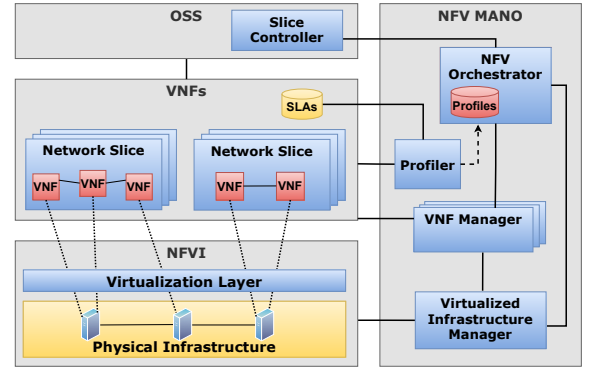 OSS
Slice
Controller
NFV MANO
NFV
Orchestrator
Profiles
VNFs
SLAs
Network Slice
VNF
VNF
VNF
Network Slice
VNF
VNF
Profiler
VNF Manager
NFVI
Virtualization Layer
Physical Infrastructure
Virtualized
Infrastructure
Manager